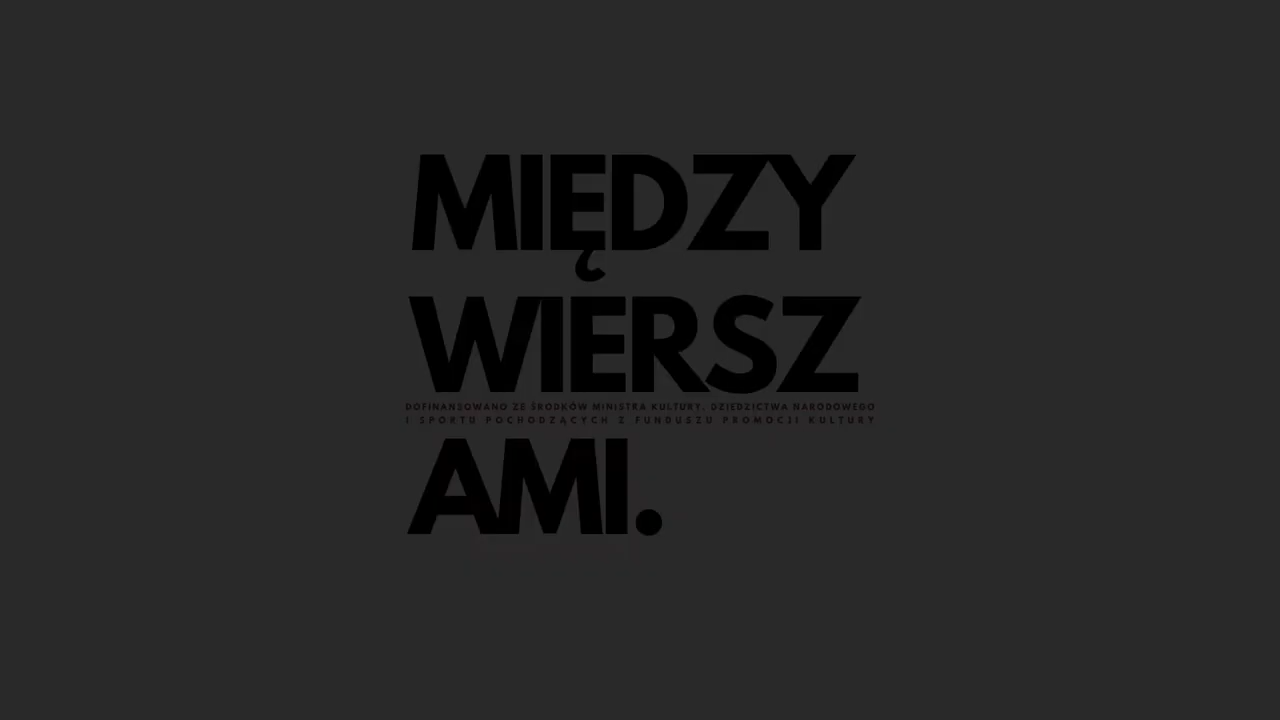 MIĘDZY
WIERSZ
DOFINANSOWANO ZE ŚRODKÓW MINISTRA KULTURY, DZIEDZICTWA NARODOWEGO
I SPORTU POCHODZĄCYCH Z FUNDUSZU PROMOCJI KULTURY
AMI.